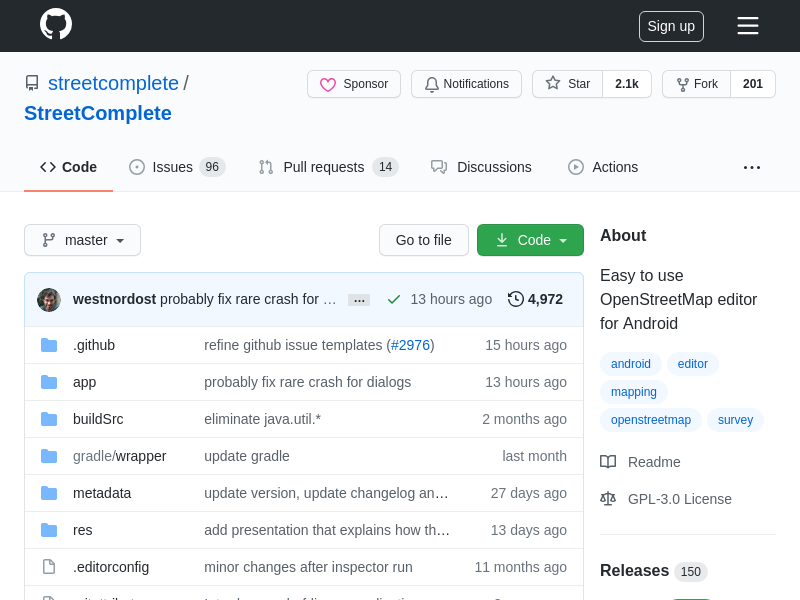 Sign up
streetcomplete /
StreetComplete
Sponsor
Notifications
Star 2.1k
Fork 201
Code
Issues 96
Pull requests 14
Discussions
Actions
...
master
Go to file
Code
westnordost probably fix rare crash for … ... 13 hours ago 4,972
.github refine github issue templates (#2976) 15 hours ago
app probably fix rare crash for dialogs 13 hours ago
buildSrc eliminate java.util.* 2 months ago
gradle/wrapper update gradle last month
metadata update version, update changelog an… 27 days ago
res add presentation that explains how th… 13 days ago
.editorconfig minor changes after inspector run 11 months ago
About
Easy to use
OpenStreetMap editor
for Android
android editor
mapping
openstreetmap survey
Readme
GPL-3.0 License
Releases 150